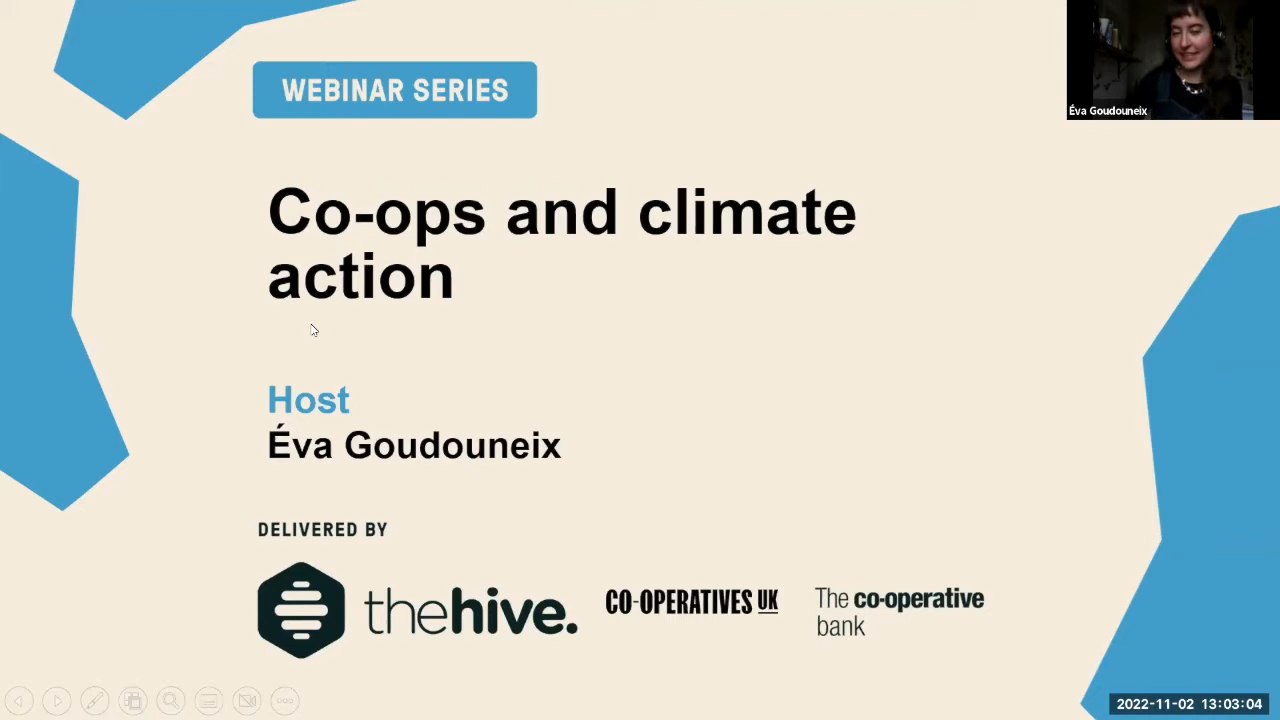 WEBINAR SERIES
Éva Goudouneix
Co-ops and climate
action
Host
Éva Goudouneix
DELIVERED BY
thehive.
CO-OPERATIVES UK
The co-operative
bank
2022-11-02 13:03:04